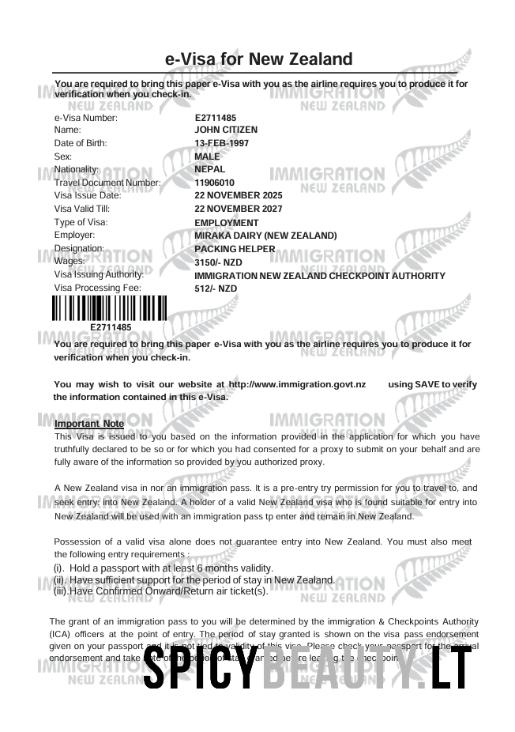 e-Visa for New Zealand
You are required to bring this paper e-Visa with you as the airline requires you to produce it for
verification when you check-in.
e-Visa Number: E2711485
Name: JOHN CITIZEN
Date of Birth: 13-FEB-1997
Sex: MALE
Nationality: NEPAL
Travel Document Number: 11906010
Visa Issue Date: 22 NOVEMBER 2025
Visa Valid Till: 22 NOVEMBER 2027
Type of Visa: EMPLOYMENT
Employer: MIRAKA DAIRY (NEW ZEALAND)
Designation: PACKING HELPER
Wages: 3150/- NZD
Visa Issuing Authority: IMMIGRATION NEW ZEALAND CHECKPOINT AUTHORITY
Visa Processing Fee: 512/- NZD
E2711485
You are required to bring this paper e-Visa with you as the airline requires you to produce it for
verification when you check-in.
You may wish to visit our website at http://www.immigration.govt.nz using SAVE to verify
the information contained in this e-Visa.
Important Note
This Visa is issued to you based on the information provided in the application for which you have
truthfully declared to be so or for which you had consented for a proxy to submit on your behalf and are
fully aware of the information so provided by you authorized proxy.
A New Zealand visa in nor an immigration pass. It is a pre-entry try permission for you to travel to, and
seek entry, into New Zealand. A holder of a valid New Zealand visa who is found suitable for entry into
New Zealand will be used with an immigration pass tp enter and remain in New Zealand.
Possession of a valid visa alone does not guarantee entry into New Zealand. You must also meet
the following entry requirements :
(i). Hold a passport with at least 6 months validity.
(ii). Have sufficient support for the period of stay in New Zealand.
(iii).Have Confirmed Onward/Return air ticket(s).
The grant of an immigration pass to you will be determined by the immigration & Checkpoints Authority
(ICA) officers at the point of entry. The period of stay granted is shown on the visa pass endorsement
given on your passport and it is not tied to validity of this visa. Please check your passport for the arrival
endorsement and take note of the period of stay granted before leaving the checkpoint.
SPICYBEAUTY.LT
IMMIGRATION
NEW ZEALAND